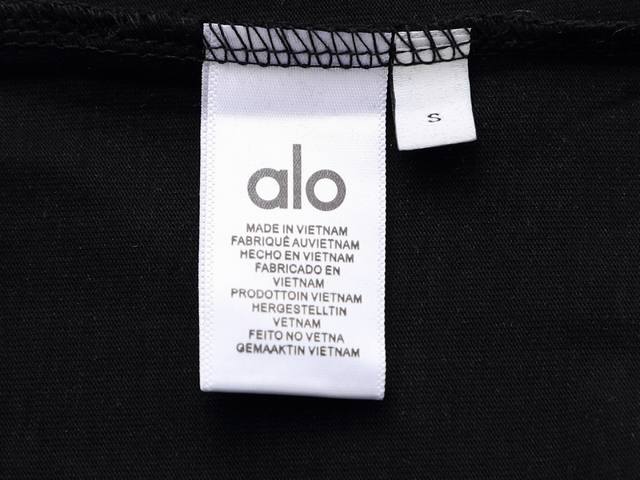 alo
MADE IN VIETNAM
FABRIQUÊ AUVIETNAM
HECHO EN VIETNAM
FABRICADO EN
VIETNAM
PRODOTTOIN VIETNAM
HERGESTELLTIN
VETNAM
FEITO NO VETNA
GEMAAKTIN VIETNAM
S